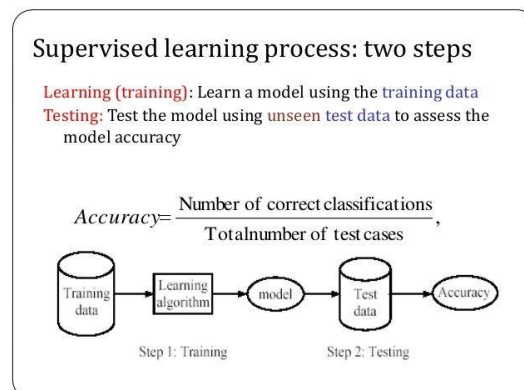 Supervised learning process: two steps
Learning (training): Learn a model using the training data
Testing: Test the model using unseen test data to assess the
model accuracy
Accuracy= Number of correct classifications
Totalnumber of test cases ,
Training
data
Learning
algorithm
model
Test
data
Accuracy
Step 1: Training
Step 2: Testing